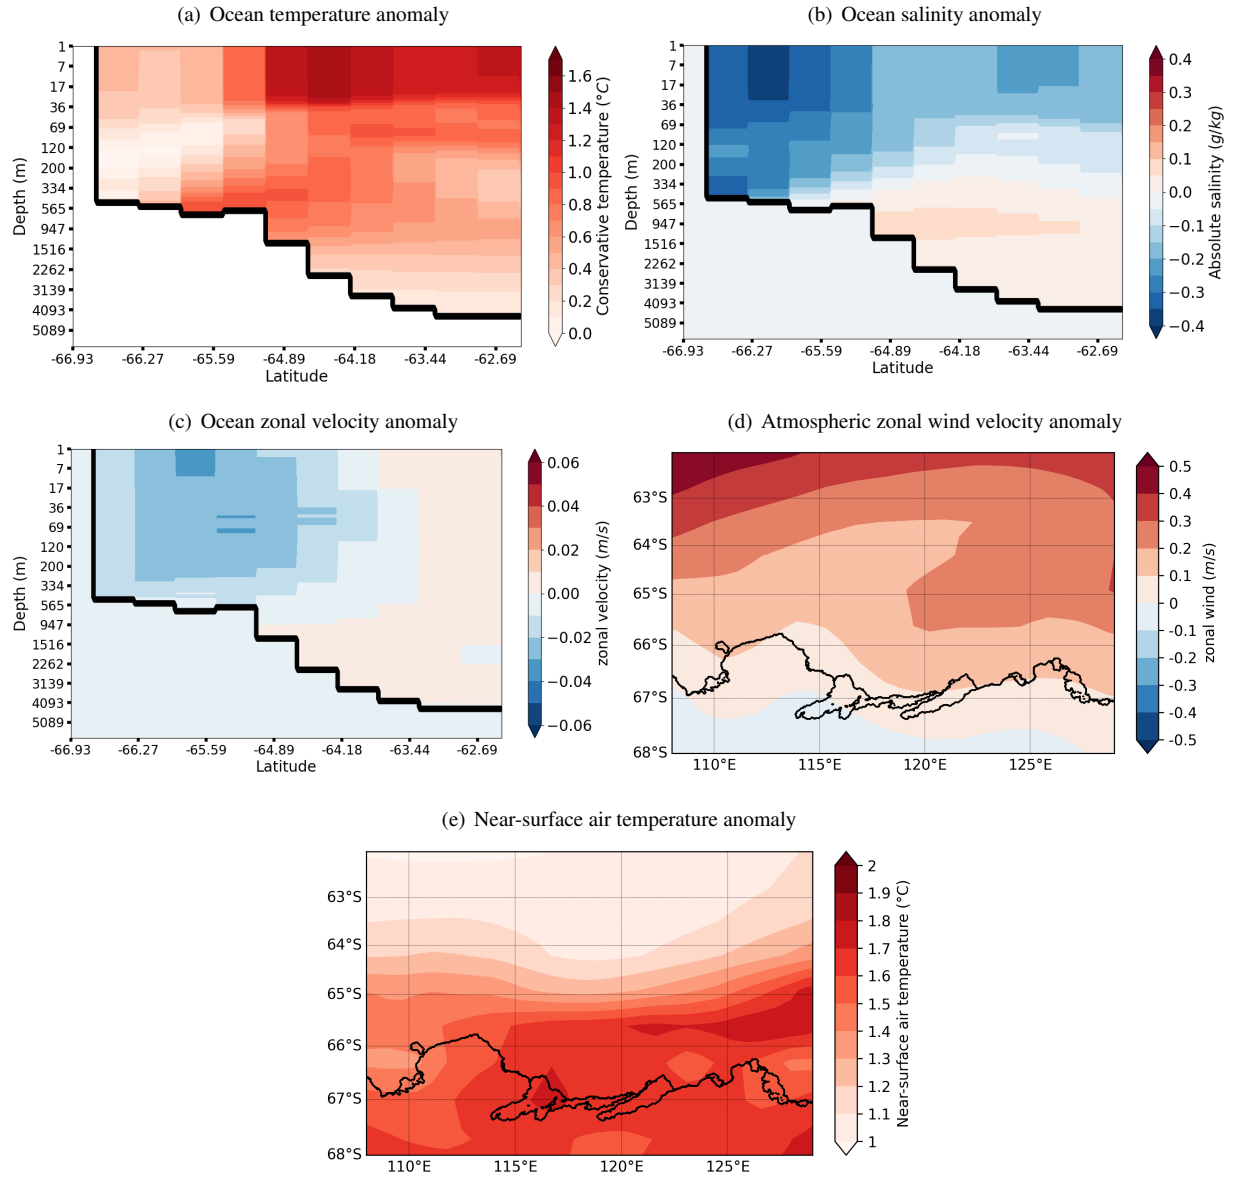 (a) Ocean temperature anomaly
1
7
17
36
69
120
200
334
565
947
1516
2262
3139
4093
5089
Depth (m)
-66.93 -66.27 -65.59 -64.89 -64.18 -63.44 -62.69
Latitude
1.6
1.4
1.2
1.0
0.8
0.6
0.4
0.2
0.0
Conservative temperature (°C)
(b) Ocean salinity anomaly
1
7
17
36
69
120
200
334
565
947
1516
2262
3139
4093
5089
Depth (m)
-66.93 -66.27 -65.59 -64.89 -64.18 -63.44 -62.69
Latitude
0.4
0.3
0.2
0.1
0.0
−0.1
−0.2
−0.3
−0.4
Absolute salinity (g/kg)
(c) Ocean zonal velocity anomaly
1
7
17
36
69
120
200
334
565
947
1516
2262
3139
4093
5089
Depth (m)
-66.93 -66.27 -65.59 -64.89 -64.18 -63.44 -62.69
Latitude
0.06
0.04
0.02
0.00
−0.02
−0.04
−0.06
zonal velocity (m/s)
(d) Atmospheric zonal wind velocity anomaly
63°S
64°S
65°S
66°S
67°S
68°S
110°E 115°E 120°E 125°E
0.5
0.4
0.3
0.2
0.1
0
-0.1
-0.2
-0.3
-0.4
-0.5
zonal wind (m/s)
(e) Near-surface air temperature anomaly
63°S
64°S
65°S
66°S
67°S
68°S
110°E 115°E 120°E 125°E
2
1.9
1.8
1.7
1.6
1.5
1.4
1.3
1.2
1.1
1
Near-surface air temperature (°C)